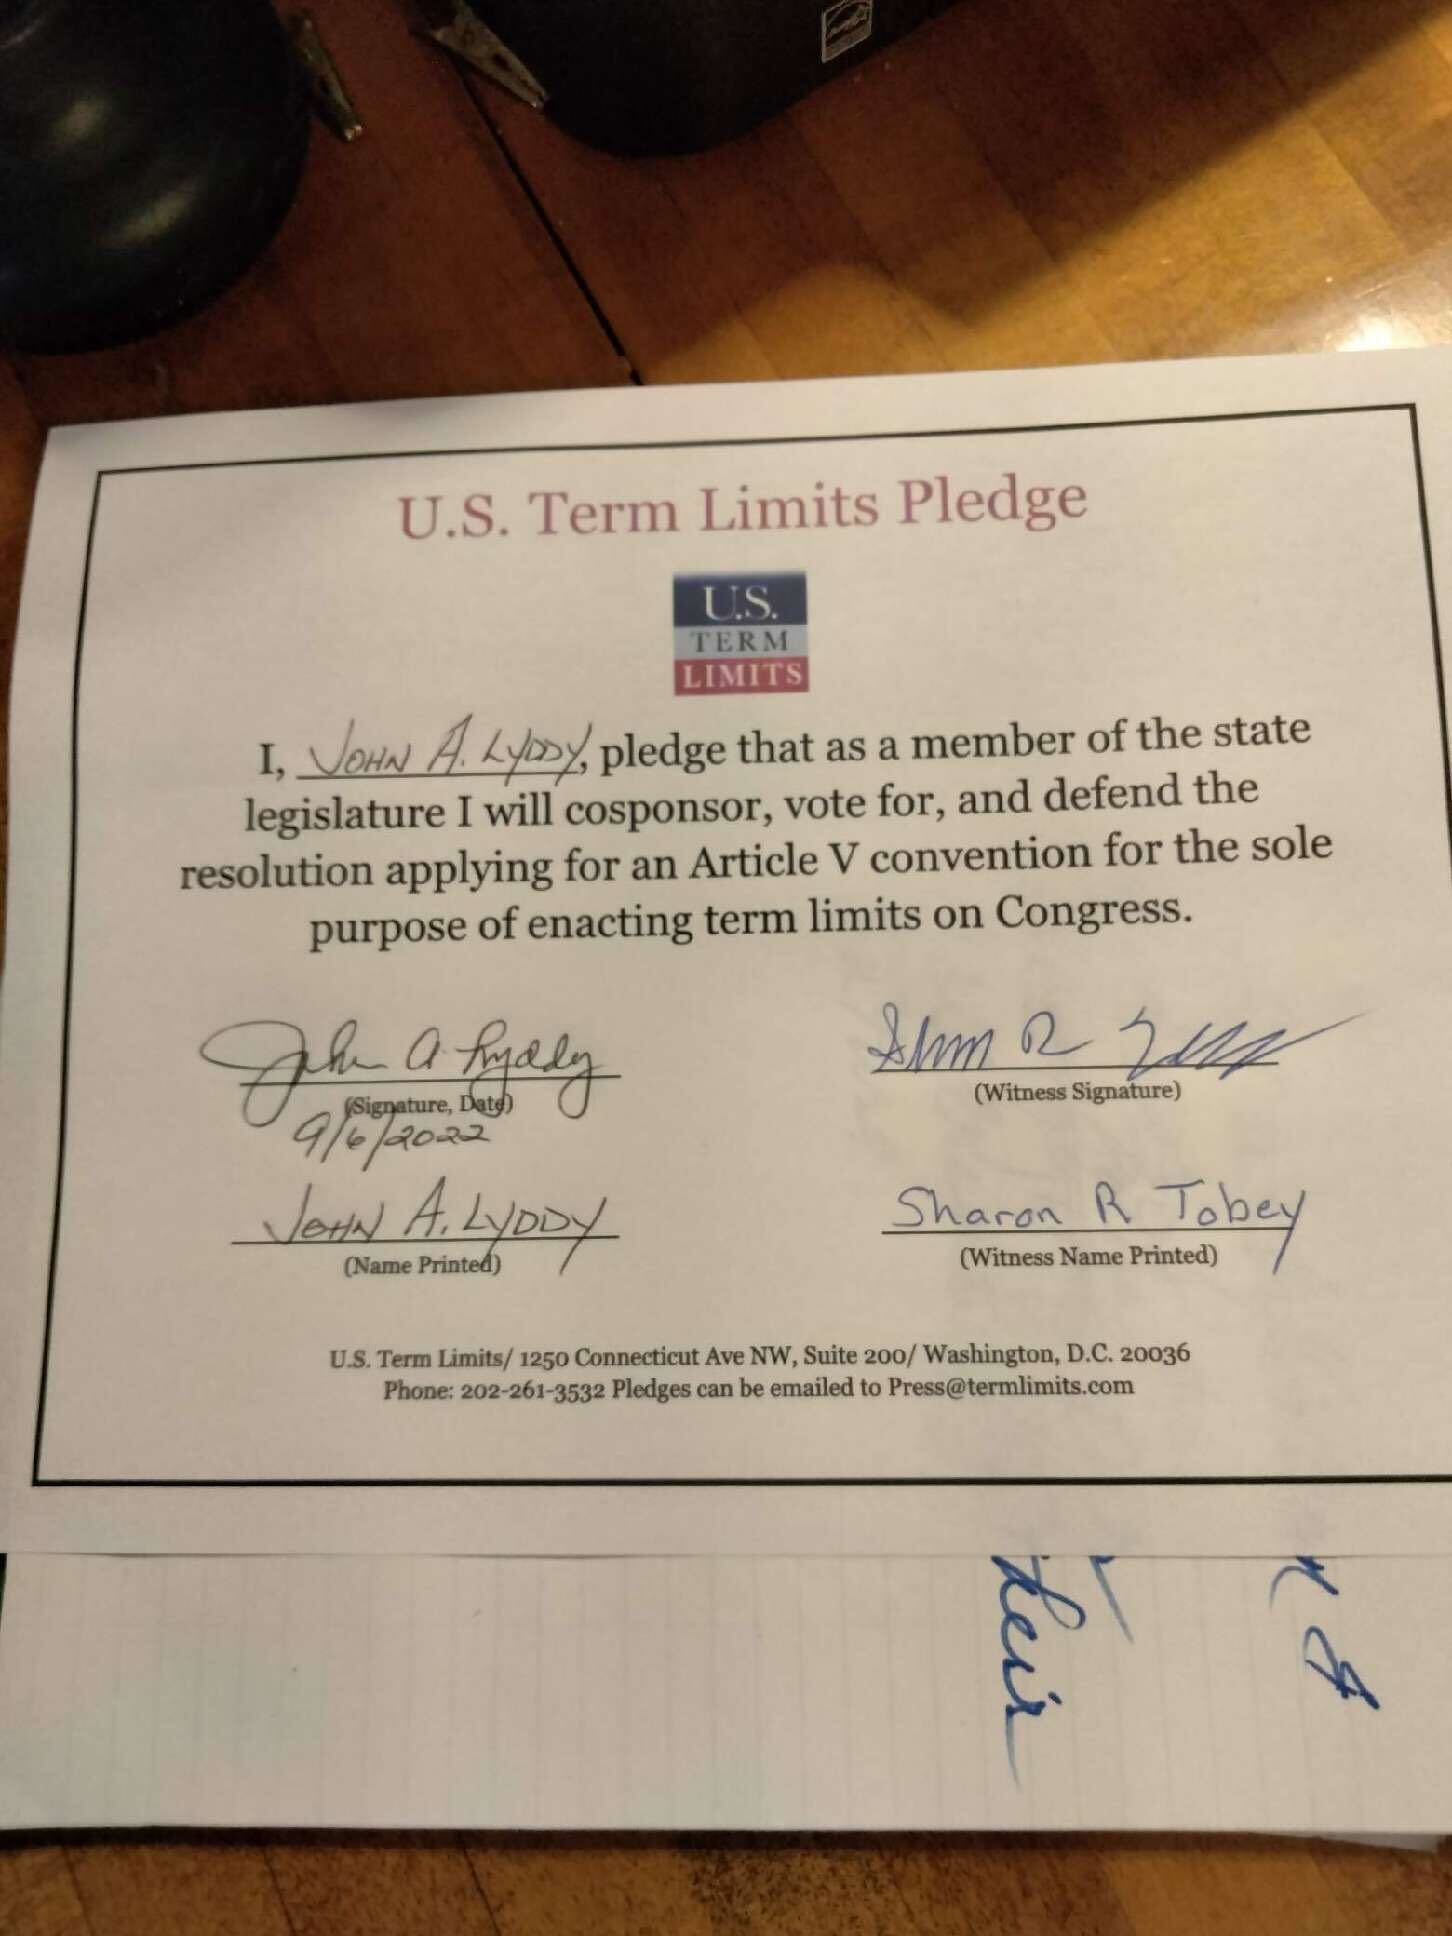 U.S. Term Limits Pledge
U.S.
TERM
LIMITS
I, JOHN A. LYDDY, pledge that as a member of the state
legislature I will cosponsor, vote for, and defend the
resolution applying for an Article V convention for the sole
purpose of enacting term limits on Congress.
John A Lyddy
(Signature, Date)
9/6/2022
(Witness Signature)
JOHN A. LYDDY
(Name Printed)
Sharon R Tobey
(Witness Name Printed)
U.S. Term Limits/ 1250 Connecticut Ave NW, Suite 200/ Washington, D.C. 20036
Phone: 202-261-3532 Pledges can be emailed to Press@termlimits.com
their